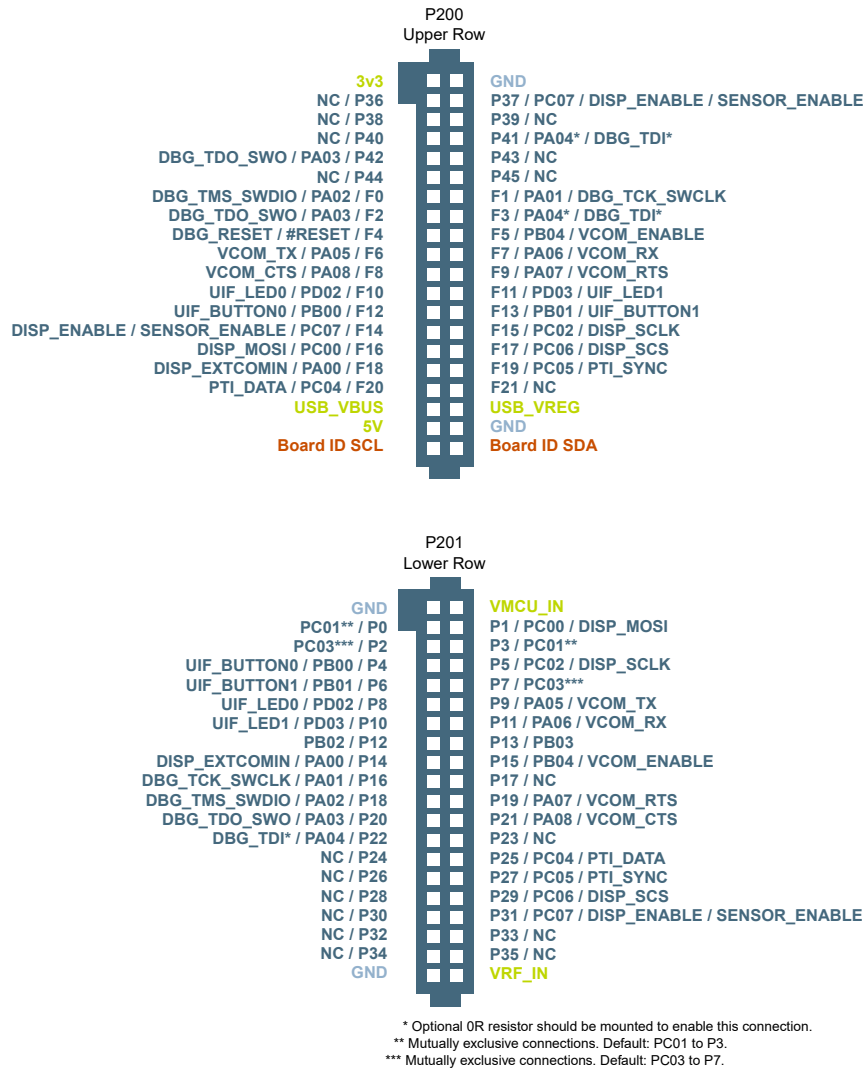 P200
Upper Row
3v3 GND
NC / P36 P37 / PC07 / DISP_ENABLE / SENSOR_ENABLE
NC / P38 P39 / NC
NC / P40 P41 / PA04* / DBG_TDI*
DBG_TDO_SWO / PA03 / P42 P43 / NC
NC / P44 P45 / NC
DBG_TMS_SWDIO / PA02 / F0 F1 / PA01 / DBG_TCK_SWCLK
DBG_TDO_SWO / PA03 / F2 F3 / PA04* / DBG_TDI*
DBG_RESET / #RESET / F4 F5 / PB04 / VCOM_ENABLE
VCOM_TX / PA05 / F6 F7 / PA06 / VCOM_RX
VCOM_CTS / PA08 / F8 F9 / PA07 / VCOM_RTS
UIF_LED0 / PD02 / F10 F11 / PD03 / UIF_LED1
UIF_BUTTON0 / PB00 / F12 F13 / PB01 / UIF_BUTTON1
DISP_ENABLE / SENSOR_ENABLE / PC07 / F14 F15 / PC02 / DISP_SCLK
DISP_MOSI / PC00 / F16 F17 / PC06 / DISP_SCS
DISP_EXTCOMIN / PA00 / F18 F19 / PC05 / PTI_SYNC
PTI_DATA / PC04 / F20 F21 / NC
USB_VBUS USB_VREG
5V GND
Board ID SCL Board ID SDA
P201
Lower Row
GND VMCU_IN
PC01** / P0 P1 / PC00 / DISP_MOSI
PC03*** / P2 P3 / PC01**
UIF_BUTTON0 / PB00 / P4 P5 / PC02 / DISP_SCLK
UIF_BUTTON1 / PB01 / P6 P7 / PC03***
UIF_LED0 / PD02 / P8 P9 / PA05 / VCOM_TX
UIF_LED1 / PD03 / P10 P11 / PA06 / VCOM_RX
PB02 / P12 P13 / PB03
DISP_EXTCOMIN / PA00 / P14 P15 / PB04 / VCOM_ENABLE
DBG_TCK_SWCLK / PA01 / P16 P17 / NC
DBG_TMS_SWDIO / PA02 / P18 P19 / PA07 / VCOM_RTS
DBG_TDO_SWO / PA03 / P20 P21 / PA08 / VCOM_CTS
DBG_TDI* / PA04 / P22 P23 / NC
NC / P24 P25 / PC04 / PTI_DATA
NC / P26 P27 / PC05 / PTI_SYNC
NC / P28 P29 / PC06 / DISP_SCS
NC / P30 P31 / PC07 / DISP_ENABLE / SENSOR_ENABLE
NC / P32 P33 / NC
NC / P34 P35 / NC
GND VRF_IN
* Optional 0R resistor should be mounted to enable this connection.
** Mutually exclusive connections. Default: PC01 to P3.
*** Mutually exclusive connections. Default: PC03 to P7.